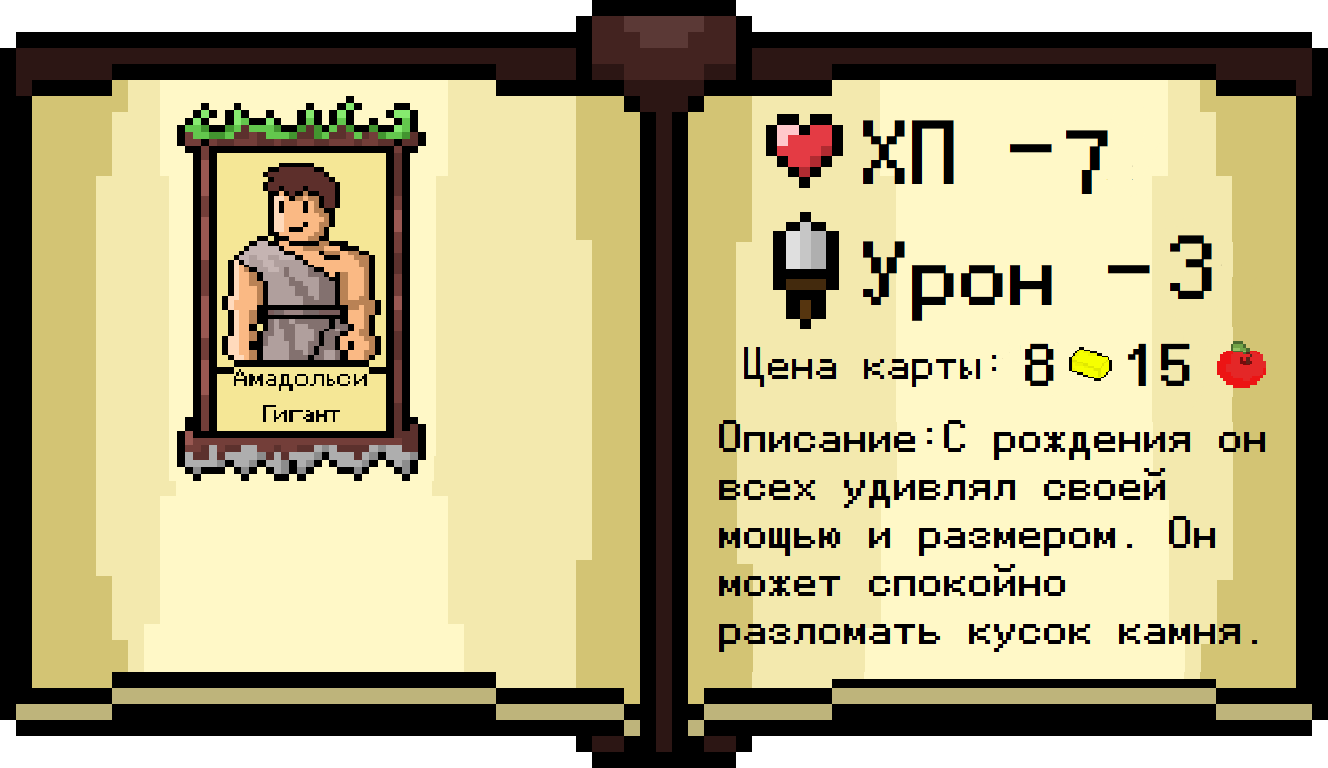 Амадольси
Гигант
ХП -7
Урон -3
Цена карты: 8 15
Описание:С рождения он
всех удивлял своей
мощью и размером. Он
может спокойно
разломать кусок камня.